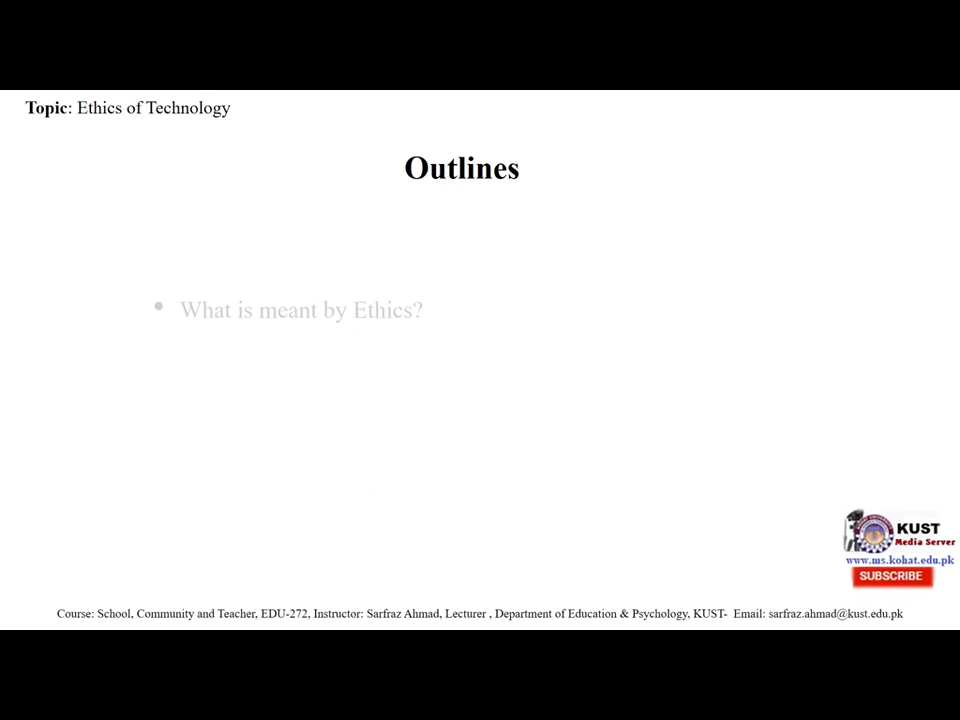 Topic: Ethics of Technology
Outlines
• What is meant by Ethics?
KUST
Media Server
www.ms.kohat.edu.pk
SUBSCRIBE
Course: School, Community and Teacher, EDU-272, Instructor: Sarfraz Ahmad, Lecturer , Department of Education & Psychology, KUST- Email: sarfraz.ahmad@kust.edu.pk